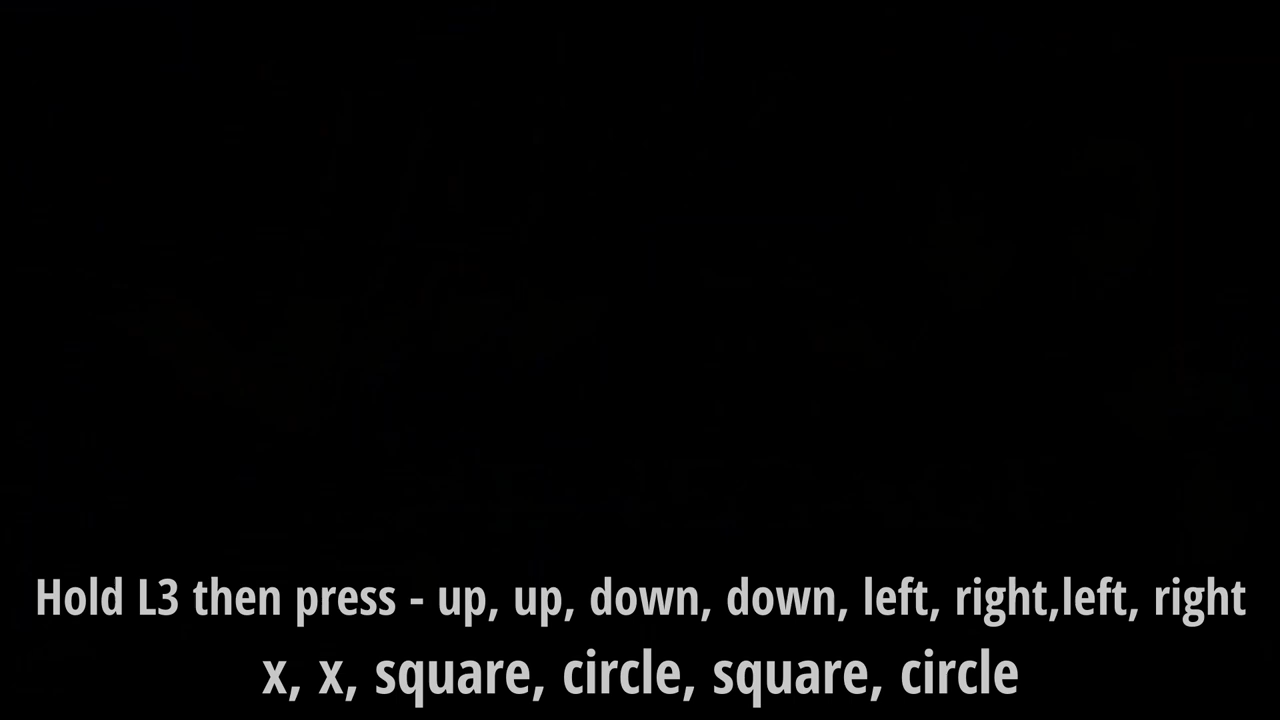 Hold L3 then press - up, up, down, down, left, right,left, right
x, x, square, circle, square, circle